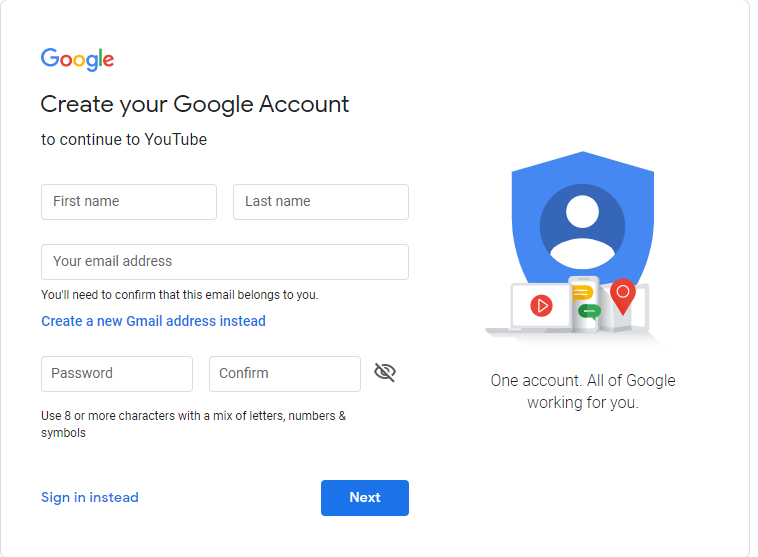 Google
Create your Google Account
to continue to YouTube
First name
Last name
Your email address
You'll need to confirm that this email belongs to you.
Create a new Gmail address instead
Password
Confirm
Use 8 or more characters with a mix of letters, numbers &
symbols
Sign in instead
Next
One account. All of Google
working for you.